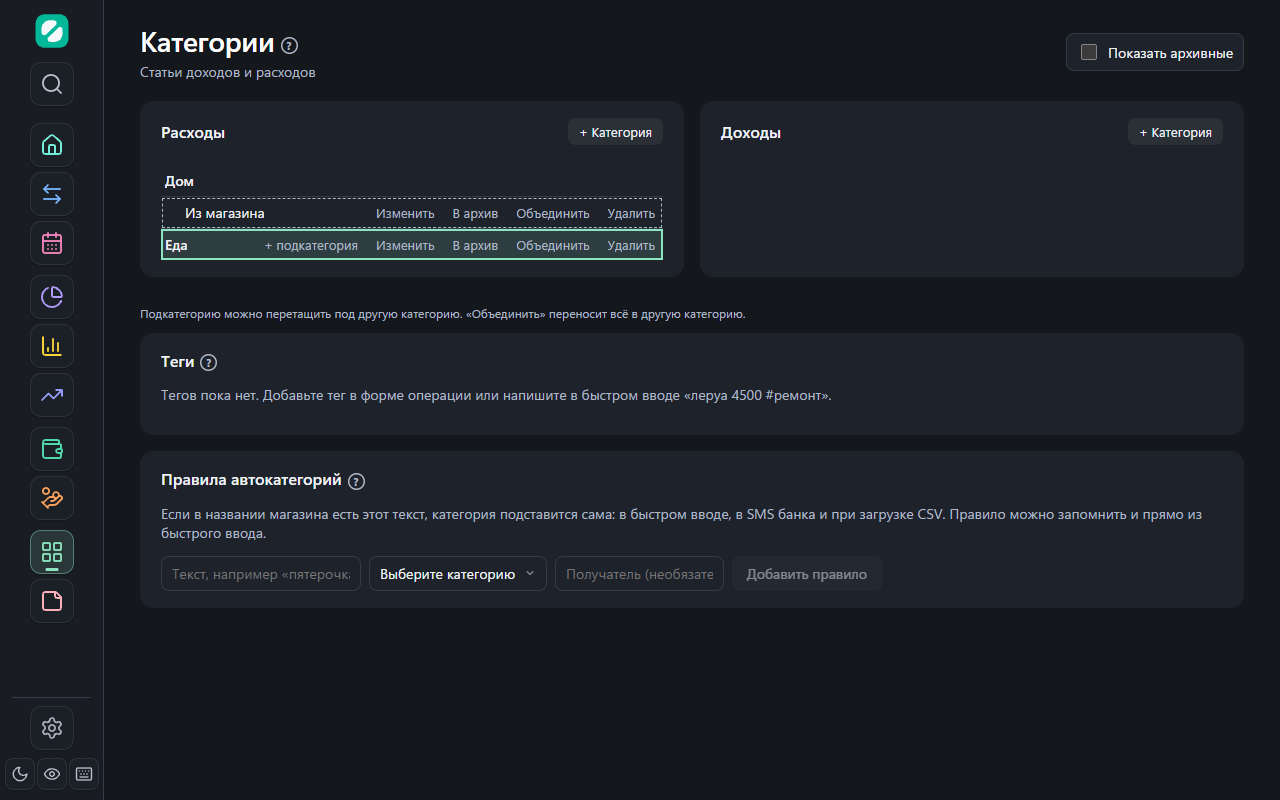 Категории ?
Статьи доходов и расходов
Показать архивные
Расходы
+ Категория
Дом
Из магазина Изменить В архив Объединить Удалить
Еда + подкатегория Изменить В архив Объединить Удалить
Доходы
+ Категория
Подкатегорию можно перетащить под другую категорию. «Объединить» переносит всё в другую категорию.
Теги ?
Тегов пока нет. Добавьте тег в форме операции или напишите в быстром вводе «леруа 4500 #ремонт».
Правила автокатегорий ?
Если в названии магазина есть этот текст, категория подставится сама: в быстром вводе, в SMS банка и при загрузке CSV. Правило можно запомнить и прямо из
быстрого ввода.
Текст, например «пятерочка Выберите категорию Получатель (необязате Добавить правило